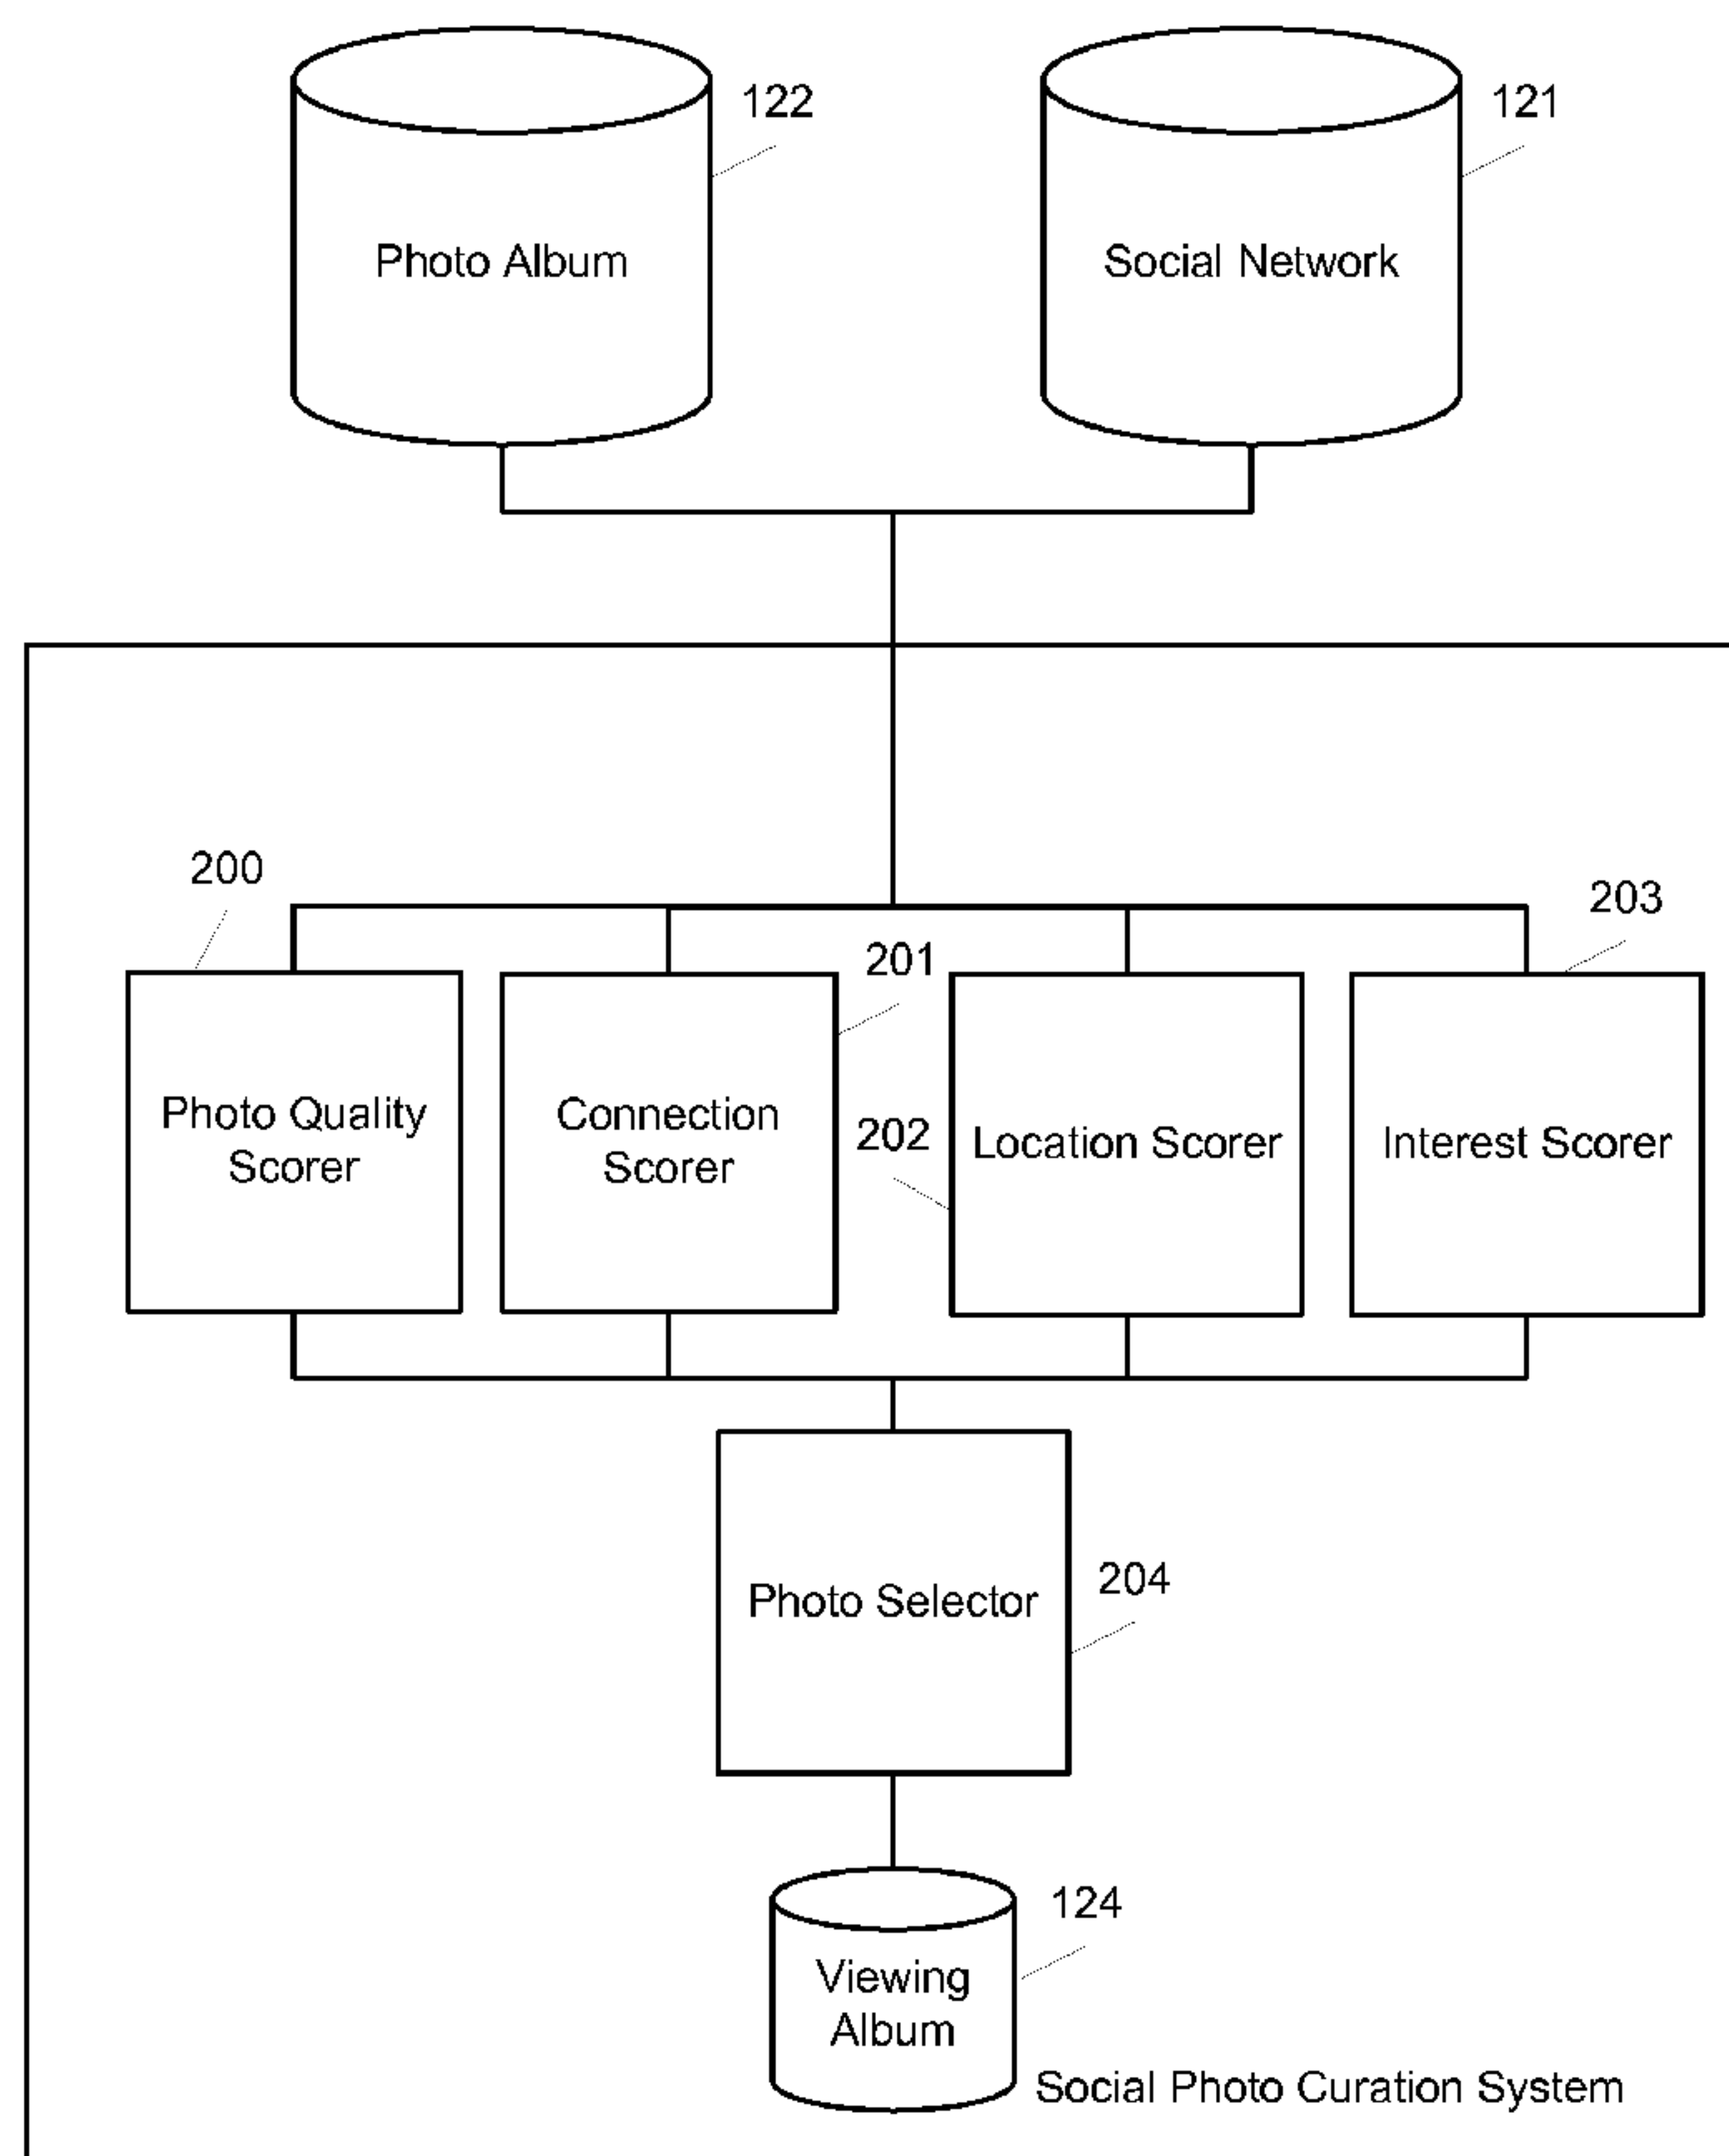 122
121
Photo Album
Social Network
200
203
201
Photo Quality
Scorer
Connection
Scorer
202
Location Scorer
Interest Scorer
Photo Selector
204
124
Viewing
Album
Social Photo Curation System